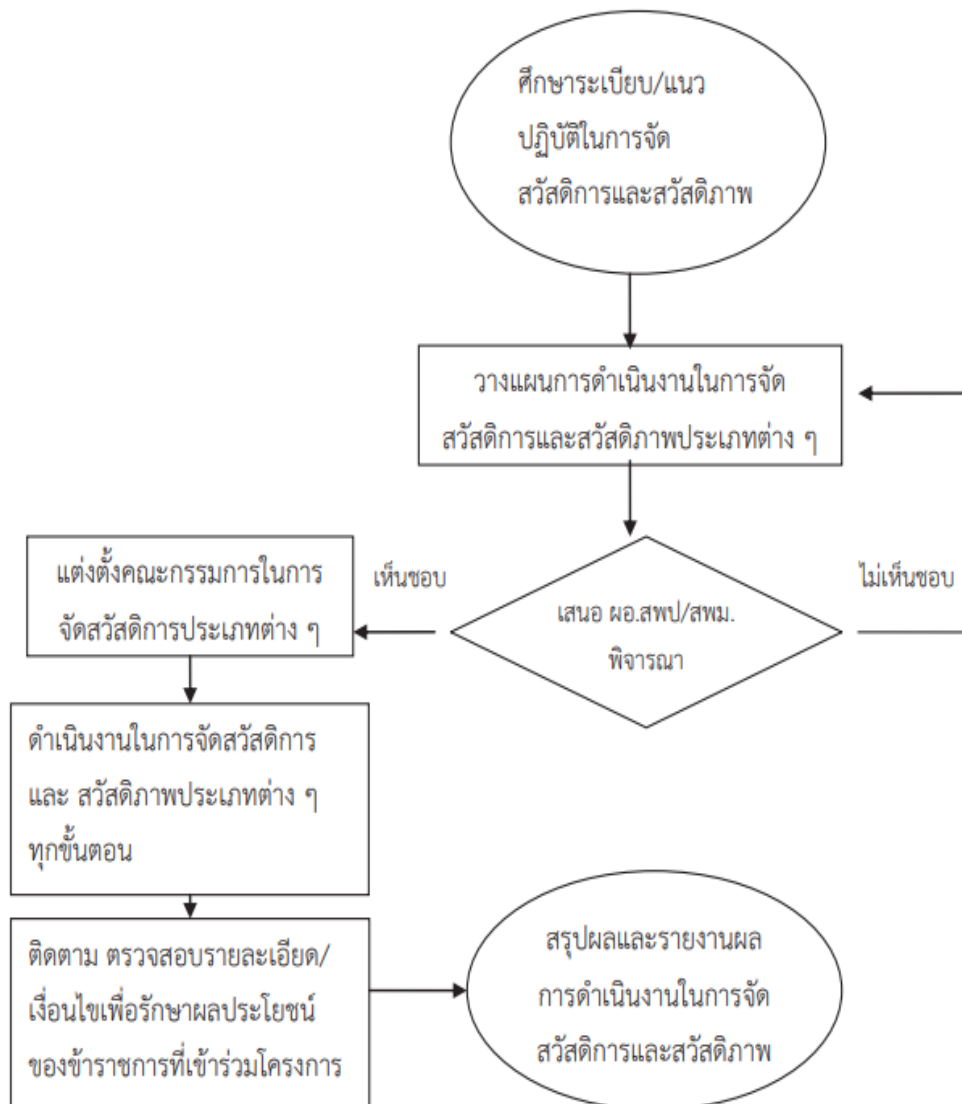 ศึกษาระเบียบ/แนว
ปฏิบัติในการจัด
สวัสดิการและสวัสดิภาพ
วางแผนการดำเนินงานในการจัด
สวัสดิการและสวัสดิภาพประเภทต่าง ๆ
เสนอ ผอ.สพป/สพม.
พิจารณา
ไม่เห็นชอบ
เห็นชอบ
แต่งตั้งคณะกรรมการในการ
จัดสวัสดิการประเภทต่าง ๆ
ดำเนินงานในการจัดสวัสดิการ
และ สวัสดิภาพประเภทต่าง ๆ
ทุกขั้นตอน
ติดตาม ตรวจสอบรายละเอียด/
เงื่อนไขเพื่อรักษาผลประโยชน์
ของข้าราชการที่เข้าร่วมโครงการ
สรุปผลและรายงานผล
การดำเนินงานในการจัด
สวัสดิการและสวัสดิภาพ